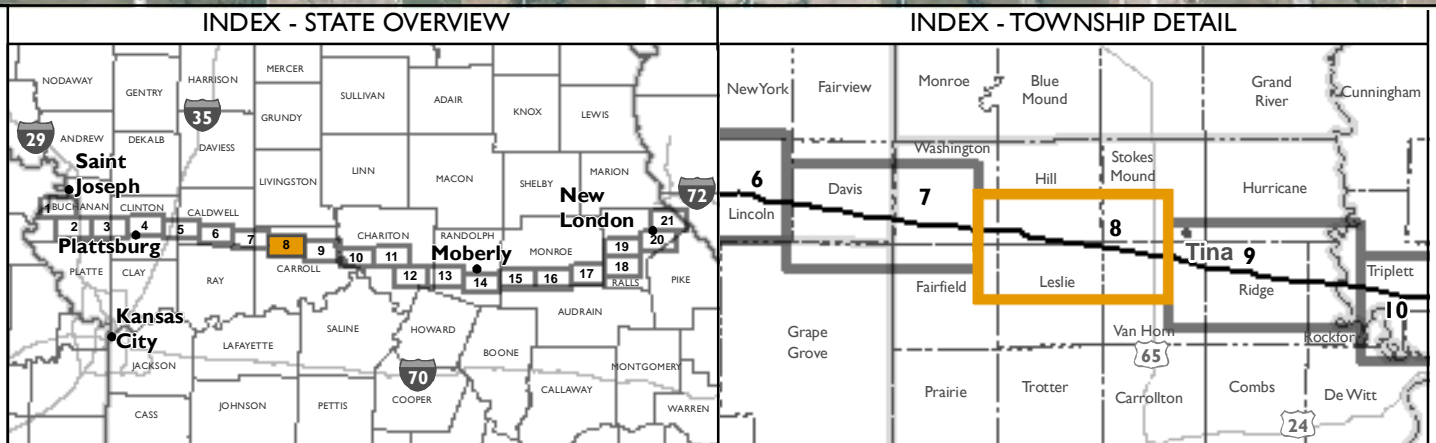 INDEX - STATE OVERVIEW
NODAWAY
GENTRY
HARRISON
MERCER
SULLIVAN
ADAIR
KNOX
LEWIS
29
ANDREW
DEKALB
35
DAVIESS
GRUNDY
Saint
Joseph
LIVINGSTON
LINN
MACON
SHELBY
MARION
72
1
BUCHANAN
CLINTON
CALDWELL
New
London
21
2
3
4
5
6
7
8
9
10
11
12
13
14
15
16
17
18
19
20
Plattsburg
CHARITON
RANDOLPH
Moberly
MONROE
PLATTE
CLAY
RAY
CARROLL
RALLS
PIKE
AUDRAIN
Kansas
City
SALINE
HOWARD
LAFAYETTE
BOONE
JACKSON
70
MONTGOMERY
COOPER
CALLAWAY
CASS
JOHNSON
PETTIS
WARREN
INDEX - TOWNSHIP DETAIL
New York
Fairview
Monroe
Blue
Mound
Grand
River
Cunningham
Washington
Stokes
Mound
6
Davis
7
Hill
Hurricane
Lincoln
8
Tina
9
Triplett
Fairfield
Leslie
Ridge
10
Grape
Grove
Van Horn
65
Rockfor
Prairie
Trotter
Carrollton
Combs
De Witt
24